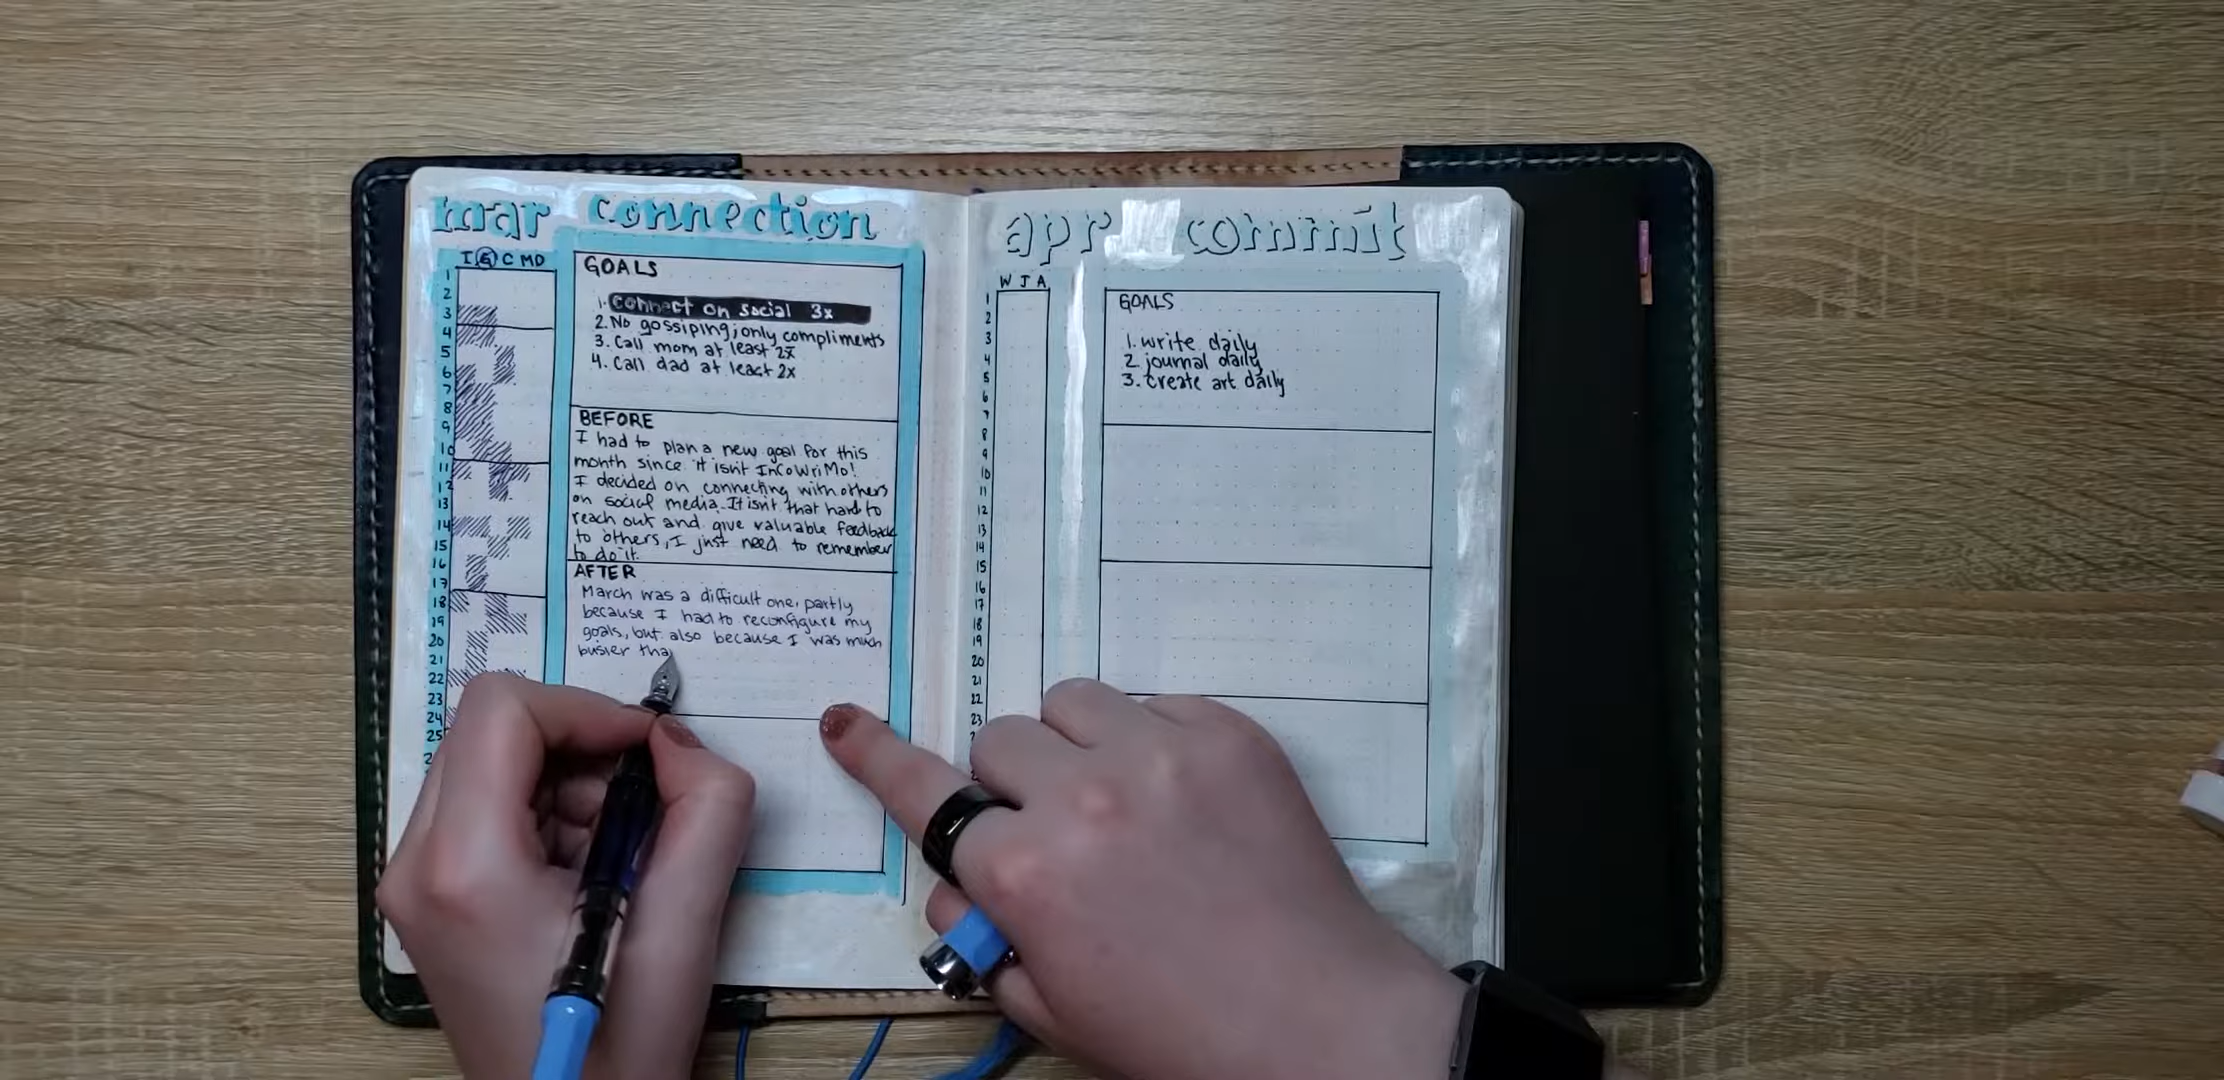 mar connection
I G C M D
1
2
3
4
5
6
7
8
9
10
11
12
13
14
15
16
17
18
19
20
21
22
23
24
25
2
GOALS
1. connect on social 3x
2. No gossiping; only compliments
3. Call mom at least 2x
4. Call dad at least 2x
BEFORE
I had to plan a new goal for this
month since it isn't InCoWriMo!
I decided on connecting with others
on social media. It isn't that hard to
reach out and give valuable feedback
to others, I just need to remember
to do it.
AFTER
March was a difficult one, partly
because I had to reconfigure my
goals, but also because I was much
busier tha
apr commit
W J A
1
2
3
4
5
6
7
8
9
10
11
12
13
14
15
16
17
18
19
20
21
22
23
GOALS
1. write daily
2. journal daily
3. create art daily